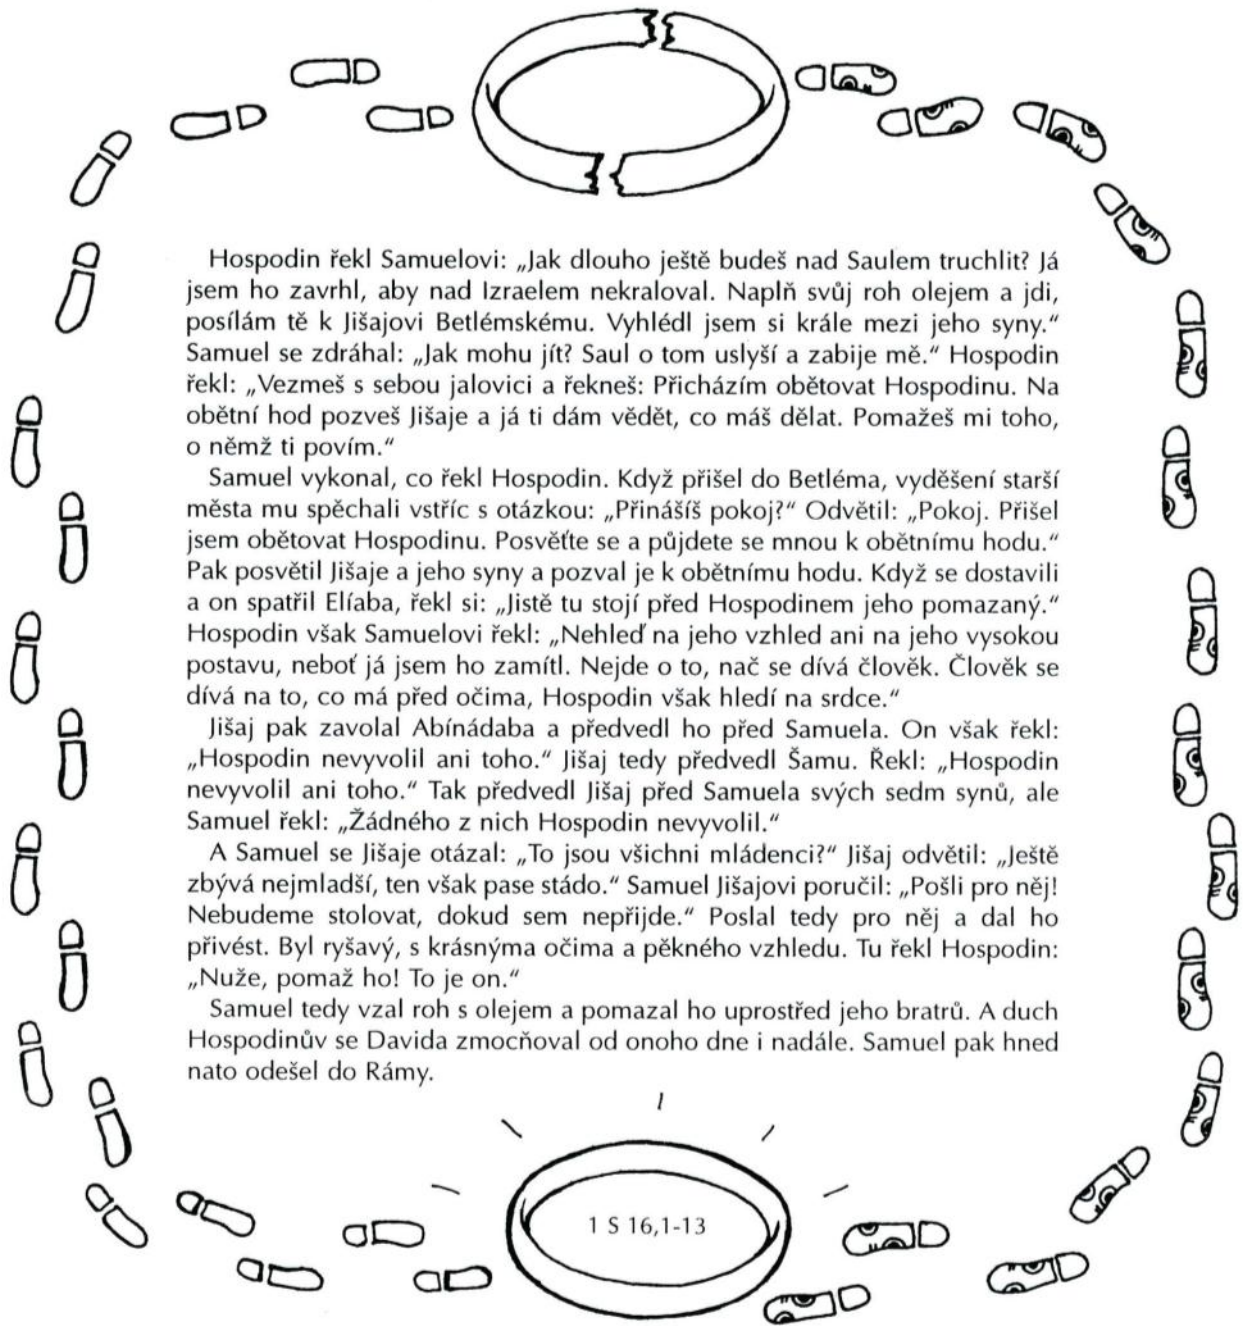 Hospodin řekl Samuelovi: „Jak dlouho ještě budeš nad Saulem truchlit? Já
jsem ho zavrhl, aby nad Izraelem nekraloval. Naplň svůj roh olejem a jdi,
posílám tě k Jišajovi Betlémskému. Vyhlédl jsem si krále mezi jeho syny.“
Samuel se zdráhal: „Jak mohu jít? Saul o tom uslyší a zabije mě.“ Hospodin
řekl: „Vezmeš s sebou jalovici a řekneš: Přicházím obětovat Hospodinu. Na
obětní hod pozveš Jišaje a já ti dám vědět, co máš dělat. Pomažeš mi toho,
o němž ti povím.“
Samuel vykonal, co řekl Hospodin. Když přišel do Betléma, vyděšení starší
města mu spěchali vstříc s otázkou: „Přinášíš pokoj?“ Odvětil: „Pokoj. Přišel
jsem obětovat Hospodinu. Posvěťte se a půjdete se mnou k obětnímu hodu.“
Pak posvětil Jišaje a jeho syny a pozval je k obětnímu hodu. Když se dostavili
a on spatřil Elíaba, řekl si: „Jistě tu stojí před Hospodinem jeho pomazaný.“
Hospodin však Samuelovi řekl: „Nehleď na jeho vzhled ani na jeho vysokou
postavu, neboť já jsem ho zamítl. Nejde o to, nač se dívá člověk. Člověk se
dívá na to, co má před očima, Hospodin však hledí na srdce.“
Jišaj pak zavolal Abínádaba a předvedl ho před Samuela. On však řekl:
„Hospodin nevyvolil ani toho.“ Jišaj tedy předvedl Šamu. Řekl: „Hospodin
nevyvolil ani toho.“ Tak předvedl Jišaj před Samuela svých sedm synů, ale
Samuel řekl: „Žádného z nich Hospodin nevyvolil.“
A Samuel se Jišaje otázal: „To jsou všichni mládenci?“ Jišaj odvětil: „Ještě
zbývá nejmladší, ten však pase stádo.“ Samuel Jišajovi poručil: „Pošli pro něj!
Nebudeme stolovat, dokud sem nepřijde.“ Poslal tedy pro něj a dal ho
přivést. Byl ryšavý, s krásnýma očima a pěkného vzhledu. Tu řekl Hospodin:
„Nuže, pomaž ho! To je on.“
Samuel tedy vzal roh s olejem a pomazal ho uprostřed jeho bratrů. A duch
Hospodinův se Davida zmocňoval od onoho dne i nadále. Samuel pak hned
nato odešel do Rámy.
1 S 16,1-13